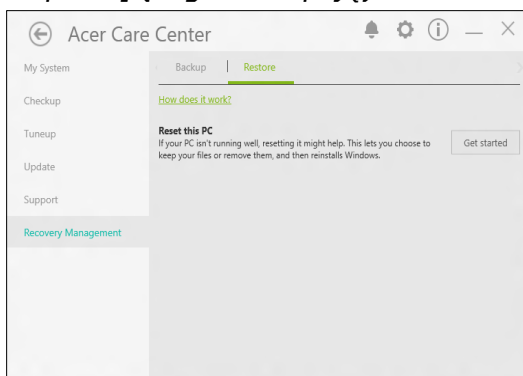 Acer Care Center
My System
Backup
Restore
Checkup
How does it work?
Tuneup
Reset this PC
If your PC isn't running well, resetting it might help. This lets you choose to
keep your files or remove them, and then reinstalls Windows.
Get started
Update
Support
Recovery Management